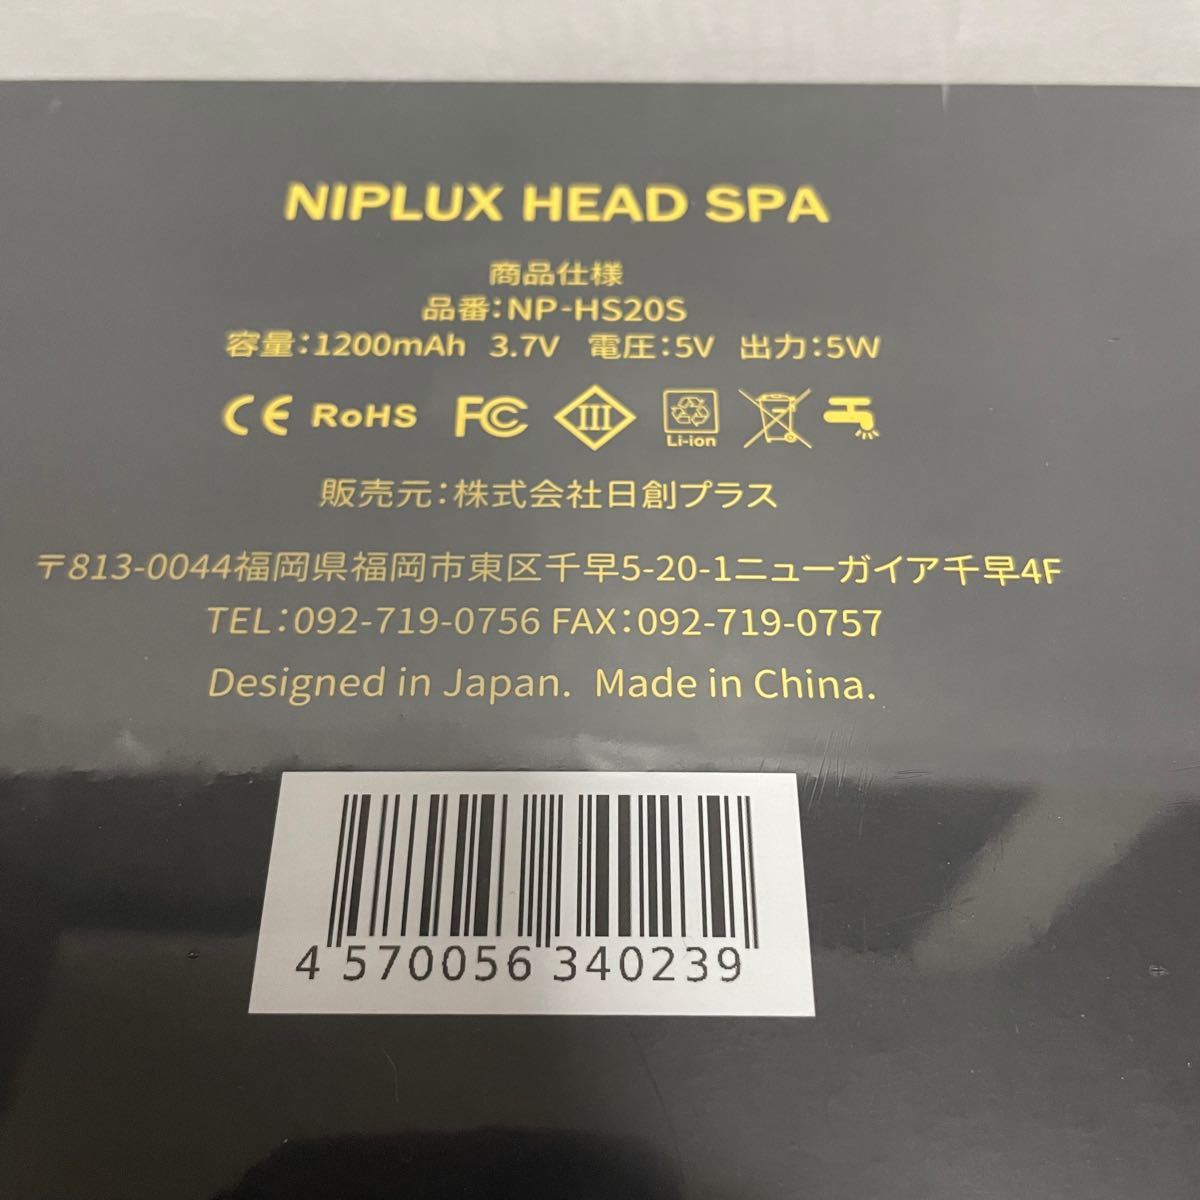 NIPLUX HEAD SPA
商品仕様
品番：NP-HS20S
容量：1200mAh 3.7V 電圧：5V 出力：5W
CE RoHS FC III Li-ion
販売元：株式会社日創プラス
〒813-0044福岡県福岡市東区千早5-20-1ニューガイア千早4F
TEL：092-719-0756 FAX：092-719-0757
Designed in Japan. Made in China.
4 570056 340239